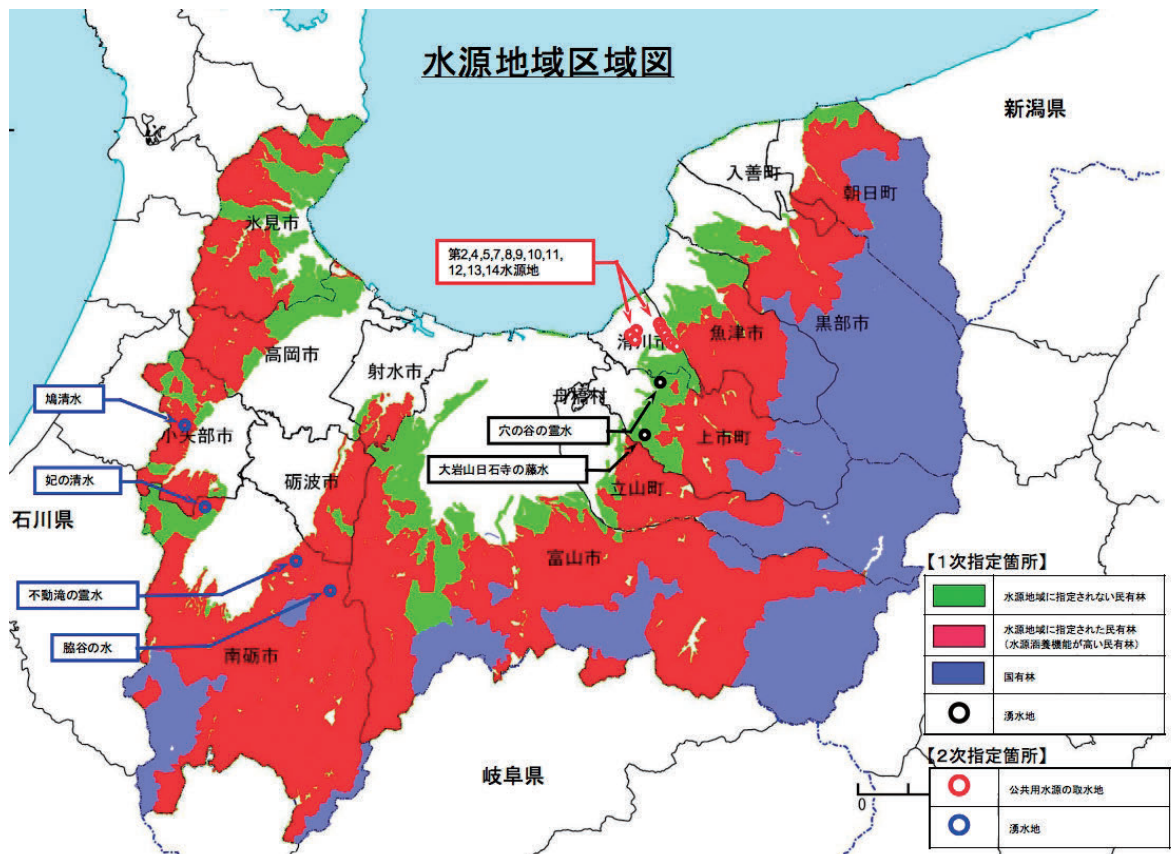 水源地域区域図
新潟県
入善町
朝日町
氷見市
第2,4,5,7,8,9,10,11,
12,13,14水源地
黒部市
滑川市
魚津市
高岡市
射水市
舟橋村
鳩清水
小矢部市
穴の谷の霊水
上市町
大岩山日石寺の藤水
妃の清水
砺波市
立山町
石川県
富山市
不動滝の霊水
脇谷の水
南砺市
岐阜県
【1次指定箇所】
水源地域に指定されない民有林
水源地域に指定された民有林
(水源涵養機能が高い民有林)
国有林
湧水地
【2次指定箇所】
公共用水源の取水地
湧水地
0